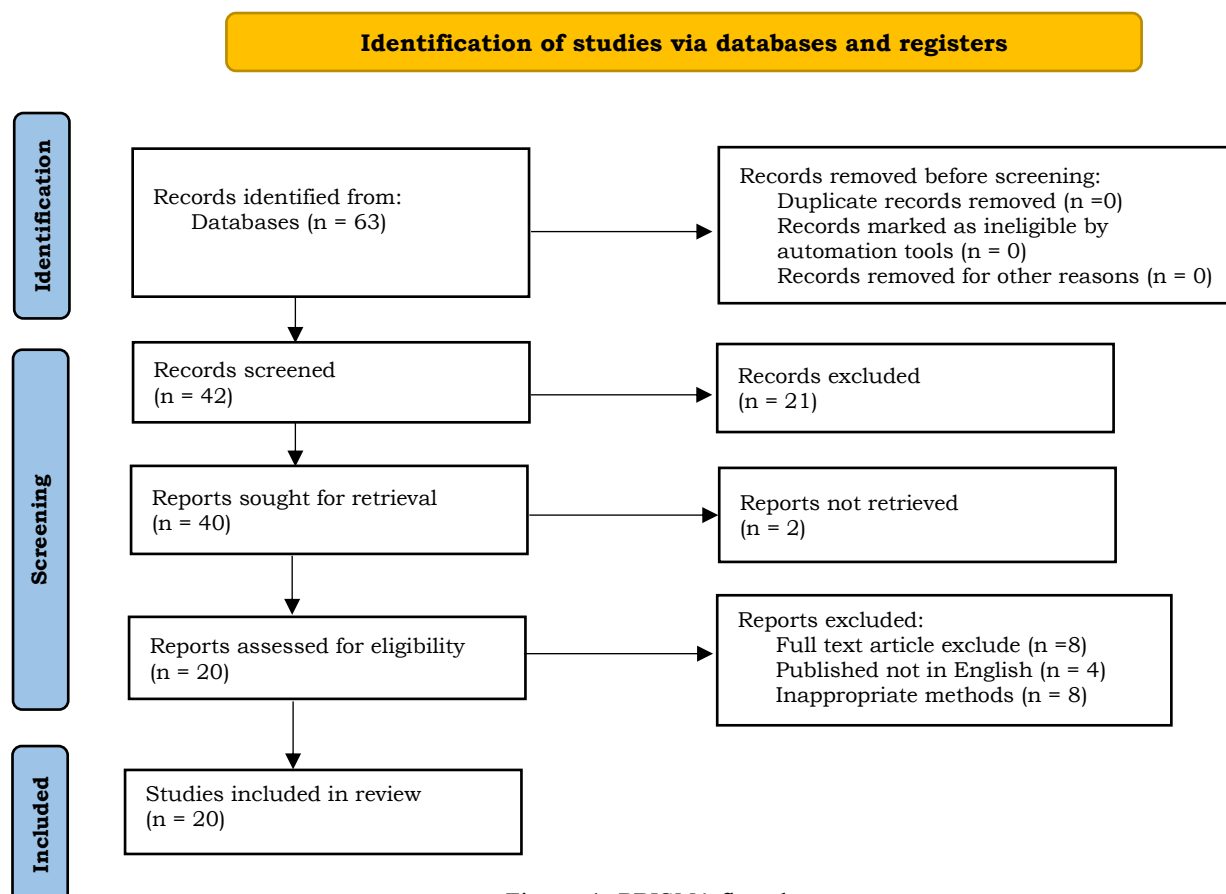 Identification of studies via databases and registers
Identification
Records identified from:
Databases (n = 63)
Records removed before screening:
Duplicate records removed (n =0)
Records marked as ineligible by
automation tools (n = 0)
Records removed for other reasons (n = 0)
Screening
Records screened
(n = 42)
Records excluded
(n = 21)
Reports sought for retrieval
(n = 40)
Reports not retrieved
(n = 2)
Reports assessed for eligibility
(n = 20)
Reports excluded:
Full text article exclude (n =8)
Published not in English (n = 4)
Inappropriate methods (n = 8)
Included
Studies included in review
(n = 20)